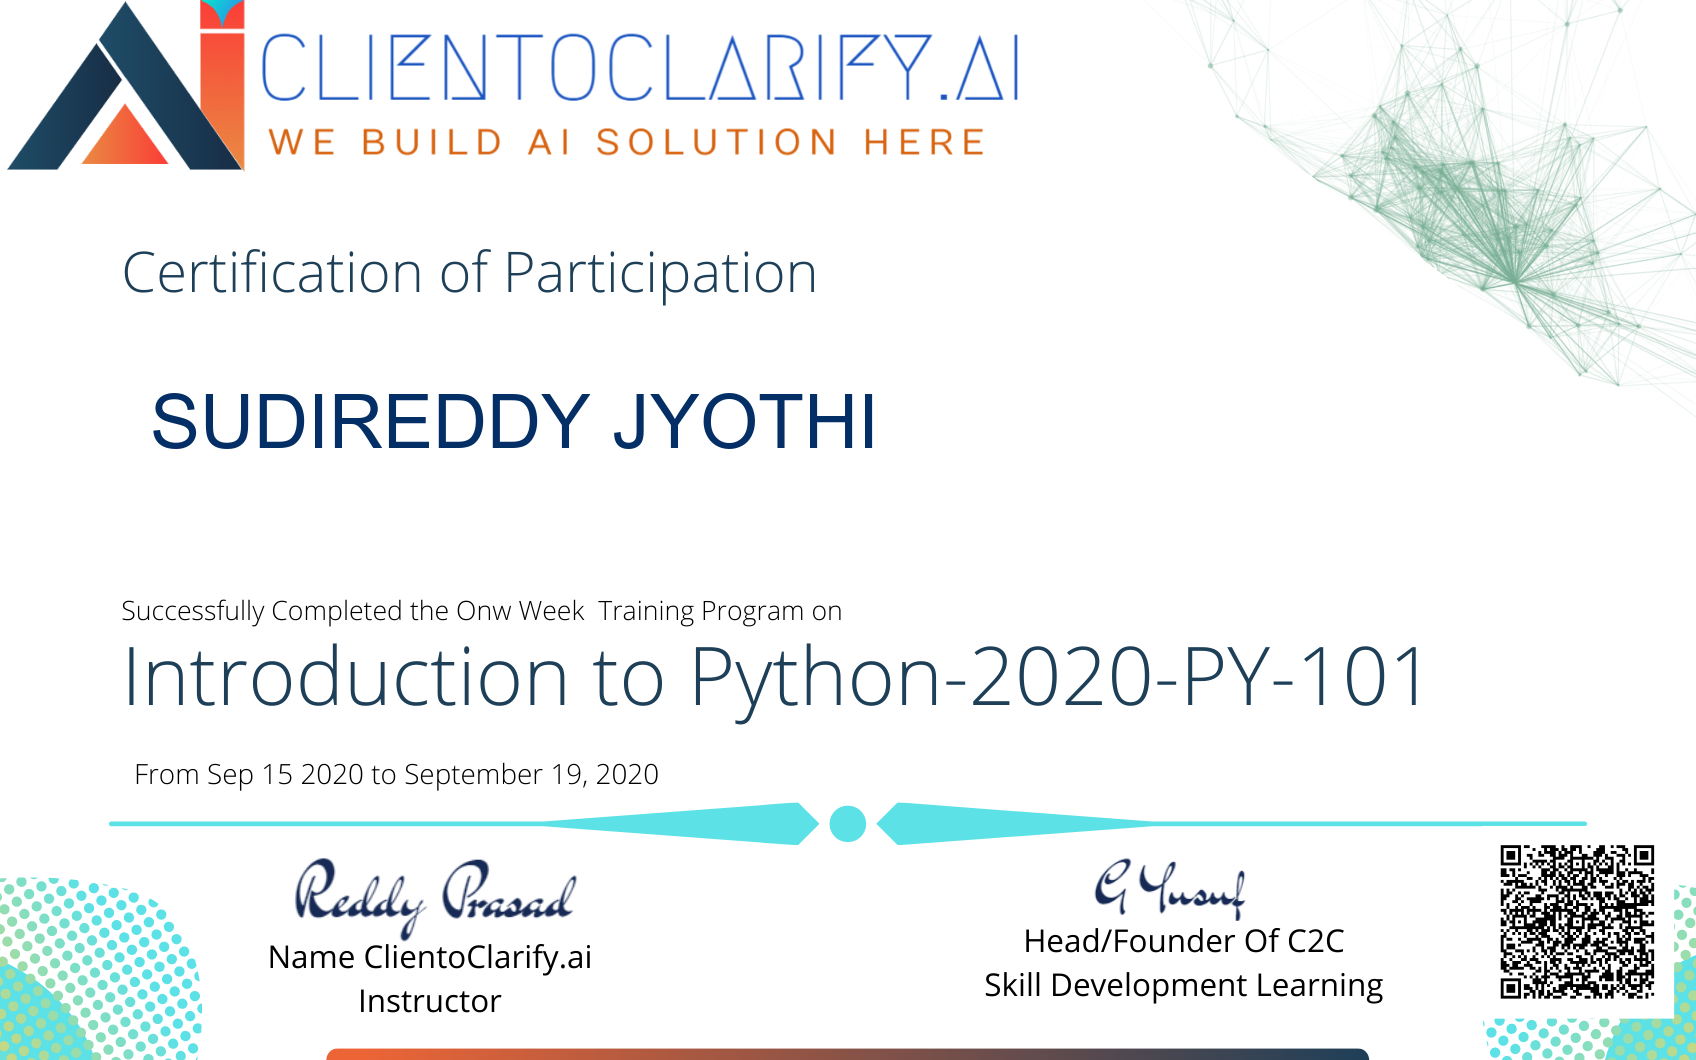 CLIENTOCLARIFY.AI
WE BUILD AI SOLUTION HERE
Certification of Participation
SUDIREDDY JYOTHI
Successfully Completed the Onw Week  Training Program on
Introduction to Python-2020-PY-101
From Sep 15 2020 to September 19, 2020
Reddy Prasad
Name ClientoClarify.ai
Instructor
G Yusuf
Head/Founder Of C2C
Skill Development Learning